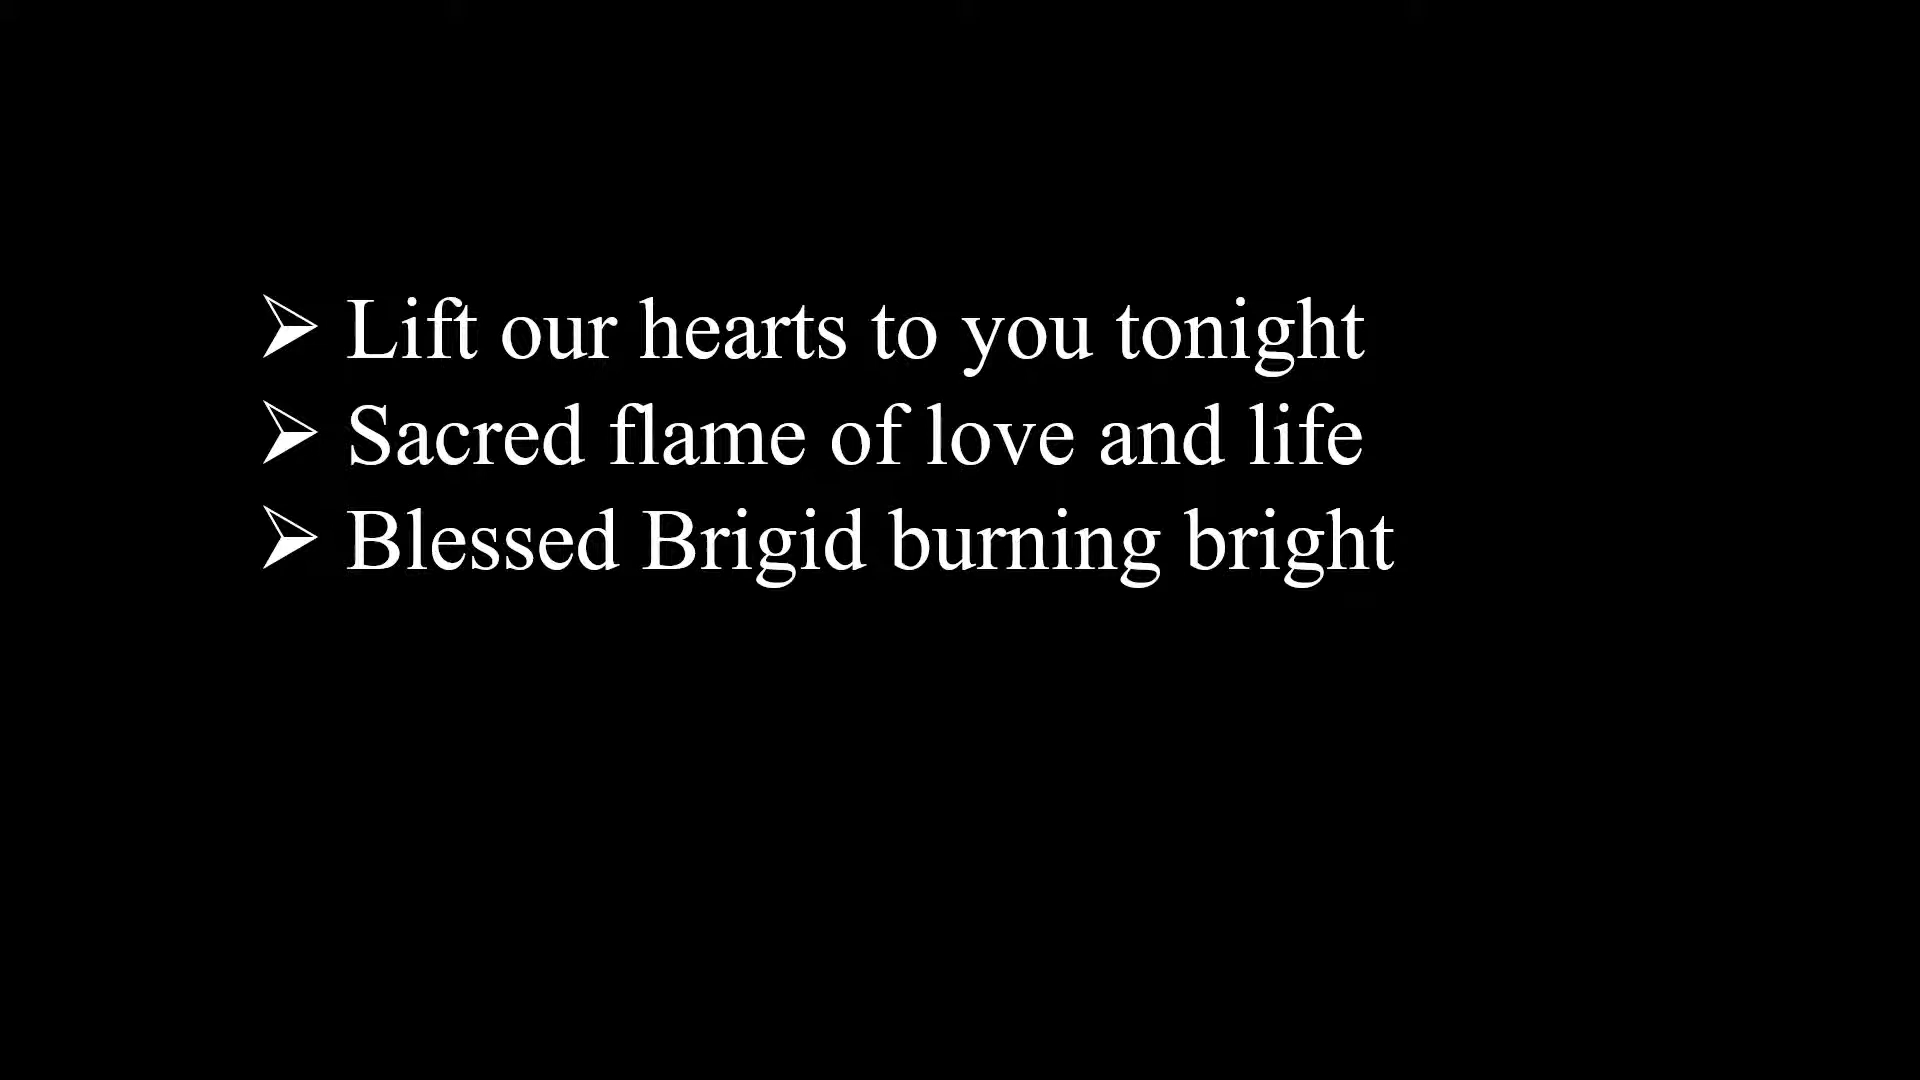 ➢ Lift our hearts to you tonight
➢ Sacred flame of love and life
➢ Blessed Brigid burning bright